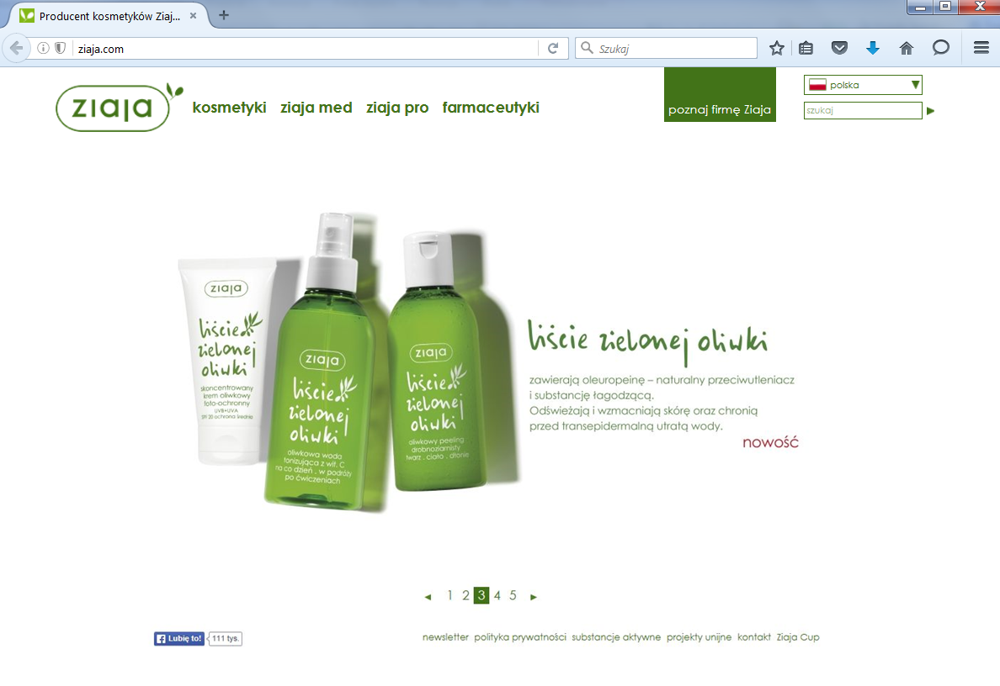 Producent kosmetyków Ziaj...
ziaja.com
Szukaj
ziaja
kosmetyki ziaja med ziaja pro farmaceutyki
poznaj firmę Ziaja
polska
szukaj
ziaja
liście
zielonej
oliwki
skoncentrowany
krem oliwkowy
foto-ochronny
UVB+UVA
spf 20 ochrona średnia
ziaja
liście
zielonej
oliwki
oliwkowa woda
tonizująca z wit. C
na co dzień . w podróży
po ćwiczeniach
ziaja
liście
zielonej
oliwki
oliwkowy peeling
drobnoziarnisty
twarz . ciało . dłonie
liście zielonej oliwki
zawierają oleuropeinę – naturalny przeciwutleniacz
i substancję łagodzącą.
Odświeżają i wzmacniają skórę oraz chronią
przed transepidermalną utratą wody.
nowość
1 2 3 4 5
Lubię to! 111 tys.
newsletter polityka prywatności substancje aktywne projekty unijne kontakt Ziaja Cup